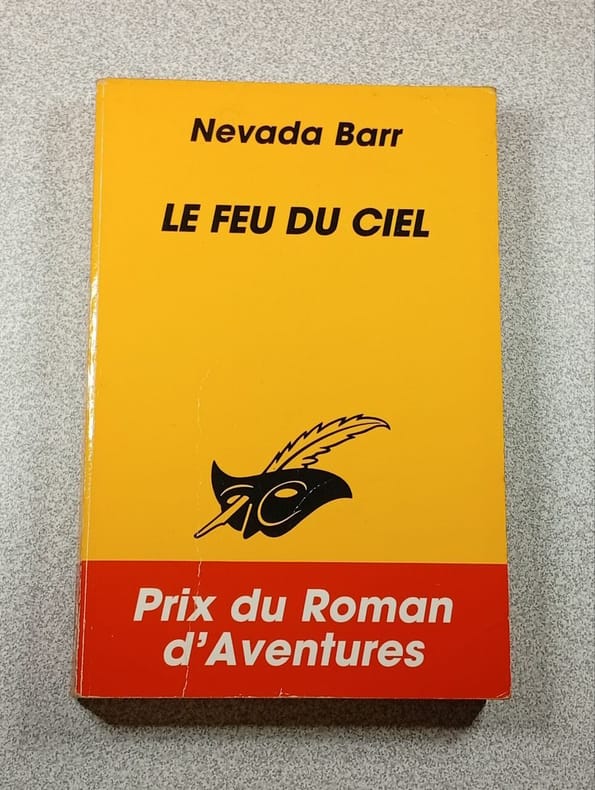 Nevada Barr
LE FEU DU CIEL
Prix du Roman
d'Aventures